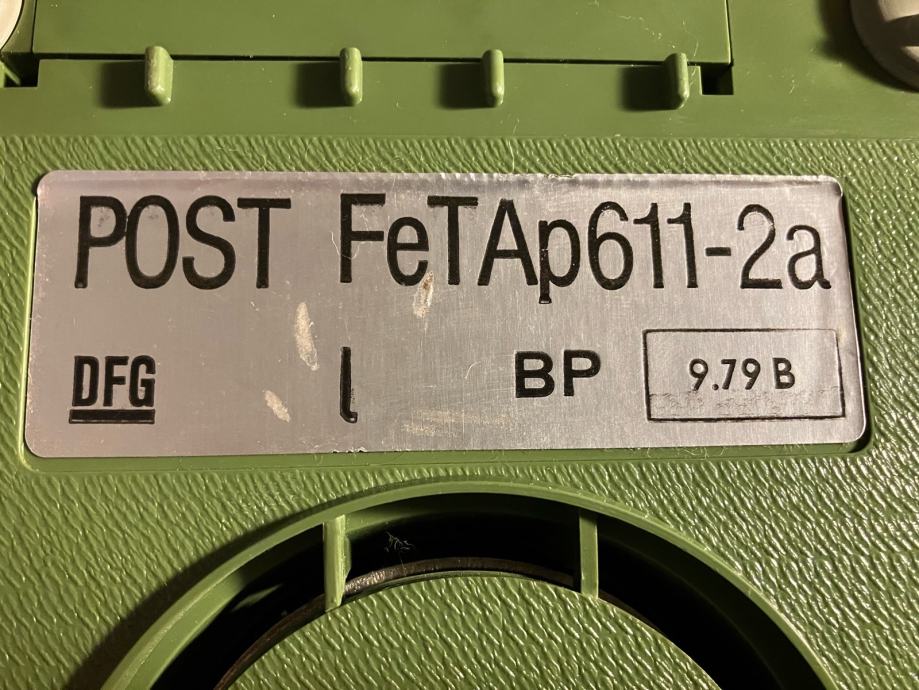 POST FeTAp611-2a
DFG l BP 9.79 B